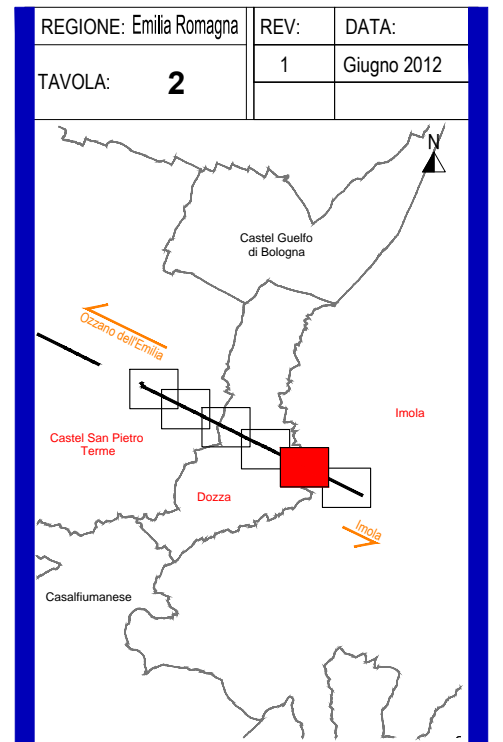 REGIONE: Emilia Romagna
REV:
DATA:
TAVOLA: 2
1
Giugno 2012
N
Castel Guelfo
di Bologna
Ozzano dell'Emilia
Imola
Castel San Pietro
Terme
Dozza
Imola
Casalfiumanese